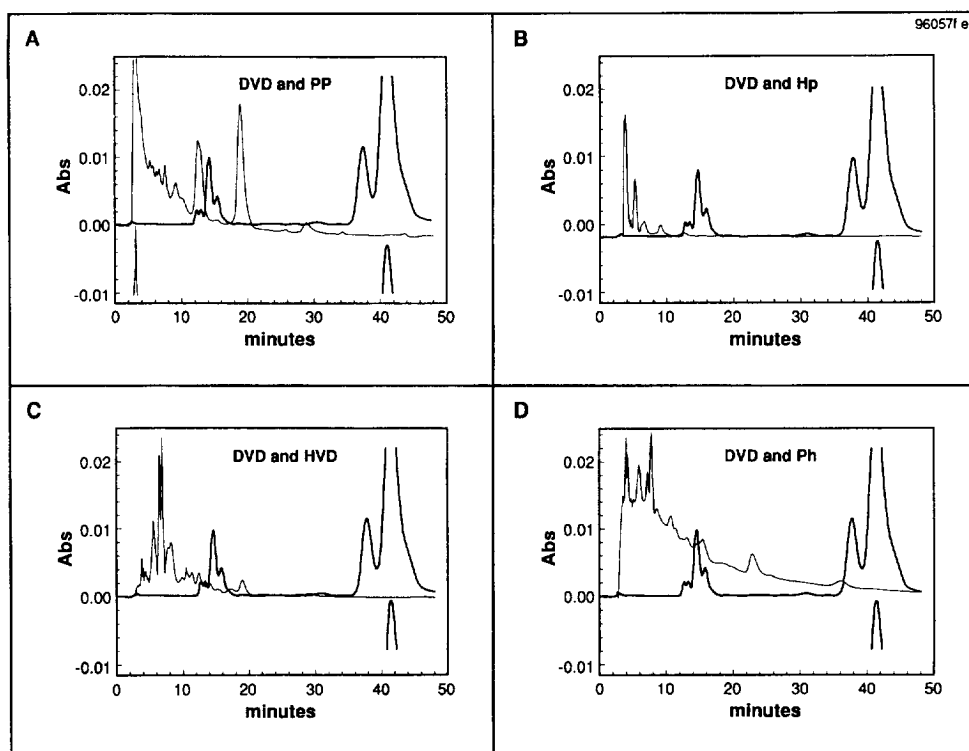 96057f e
A
DVD and PP
Abs
0.02
0.01
0.00
-0.01
0 10 20 30 40 50
minutes
B
DVD and Hp
Abs
0.02
0.01
0.00
-0.01
0 10 20 30 40 50
minutes
C
DVD and HVD
Abs
0.02
0.01
0.00
-0.01
0 10 20 30 40 50
minutes
D
DVD and Ph
Abs
0.02
0.01
0.00
-0.01
0 10 20 30 40 50
minutes